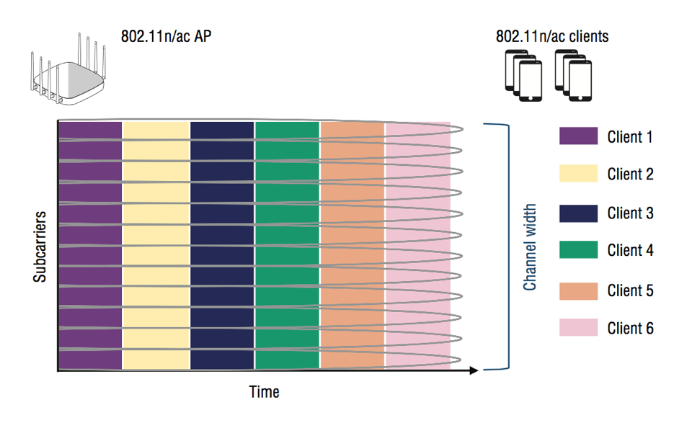 802.11n/ac AP
802.11n/ac clients
Subcarriers
Time
Channel width
Client 1
Client 2
Client 3
Client 4
Client 5
Client 6